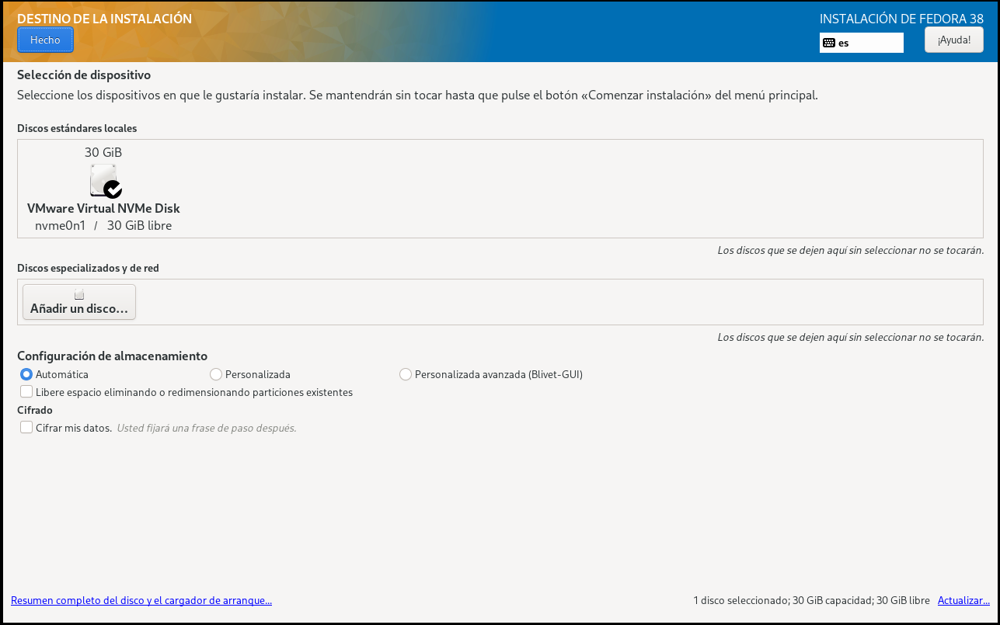 DESTINO DE LA INSTALACIÓN
INSTALACIÓN DE FEDORA 38
Hecho
es
¡Ayuda!
Selección de dispositivo
Seleccione los dispositivos en que le gustaría instalar. Se mantendrán sin tocar hasta que pulse el botón «Comenzar instalación» del menú principal.
Discos estándares locales
30 GiB
VMware Virtual NVMe Disk
nvme0n1 / 30 GiB libre
Los discos que se dejen aquí sin seleccionar no se tocarán.
Discos especializados y de red
Añadir un disco...
Los discos que se dejen aquí sin seleccionar no se tocarán.
Configuración de almacenamiento
Automática Personalizada Personalizada avanzada (Blivet-GUI)
Libere espacio eliminando o redimensionando particiones existentes
Cifrado
Cifrar mis datos. Usted fijará una frase de paso después.
Resumen completo del disco y el cargador de arranque... 1 disco seleccionado; 30 GiB capacidad; 30 GiB libre Actualizar...